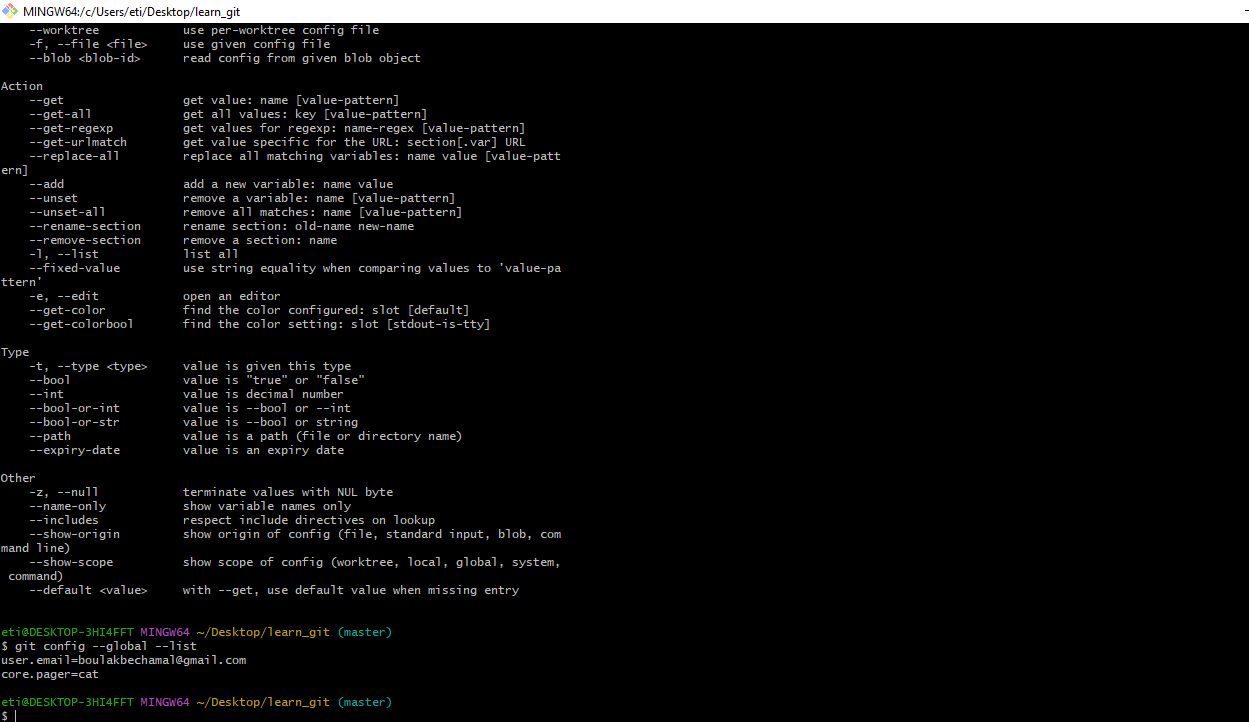 MINGW64:/c/Users/eti/Desktop/learn_git
--worktree use per-worktree config file
-f, --file <file> use given config file
--blob <blob-id> read config from given blob object
Action
--get get value: name [value-pattern]
--get-all get all values: key [value-pattern]
--get-regexp get values for regexp: name-regex [value-pattern]
--get-urlmatch get value specific for the URL: section[.var] URL
--replace-all replace all matching variables: name value [value-patt
ern]
--add add a new variable: name value
--unset remove a variable: name [value-pattern]
--unset-all remove all matches: name [value-pattern]
--rename-section rename section: old-name new-name
--remove-section remove a section: name
-l, --list list all
--fixed-value use string equality when comparing values to 'value-pa
ttern'
-e, --edit open an editor
--get-color find the color configured: slot [default]
--get-colorbool find the color setting: slot [stdout-is-tty]
Type
-t, --type <type> value is given this type
--bool value is "true" or "false"
--int value is decimal number
--bool-or-int value is --bool or --int
--bool-or-str value is --bool or string
--path value is a path (file or directory name)
--expiry-date value is an expiry date
Other
-z, --null terminate values with NUL byte
--name-only show variable names only
--includes respect include directives on lookup
--show-origin show origin of config (file, standard input, blob, com
mand line)
--show-scope show scope of config (worktree, local, global, system,
command)
--default <value> with --get, use default value when missing entry
eti@DESKTOP-3HI4FFT MINGW64 ~/Desktop/learn_git (master)
$ git config --global --list
user.email=boulakbechamal@gmail.com
core.pager=cat
eti@DESKTOP-3HI4FFT MINGW64 ~/Desktop/learn_git (master)
$